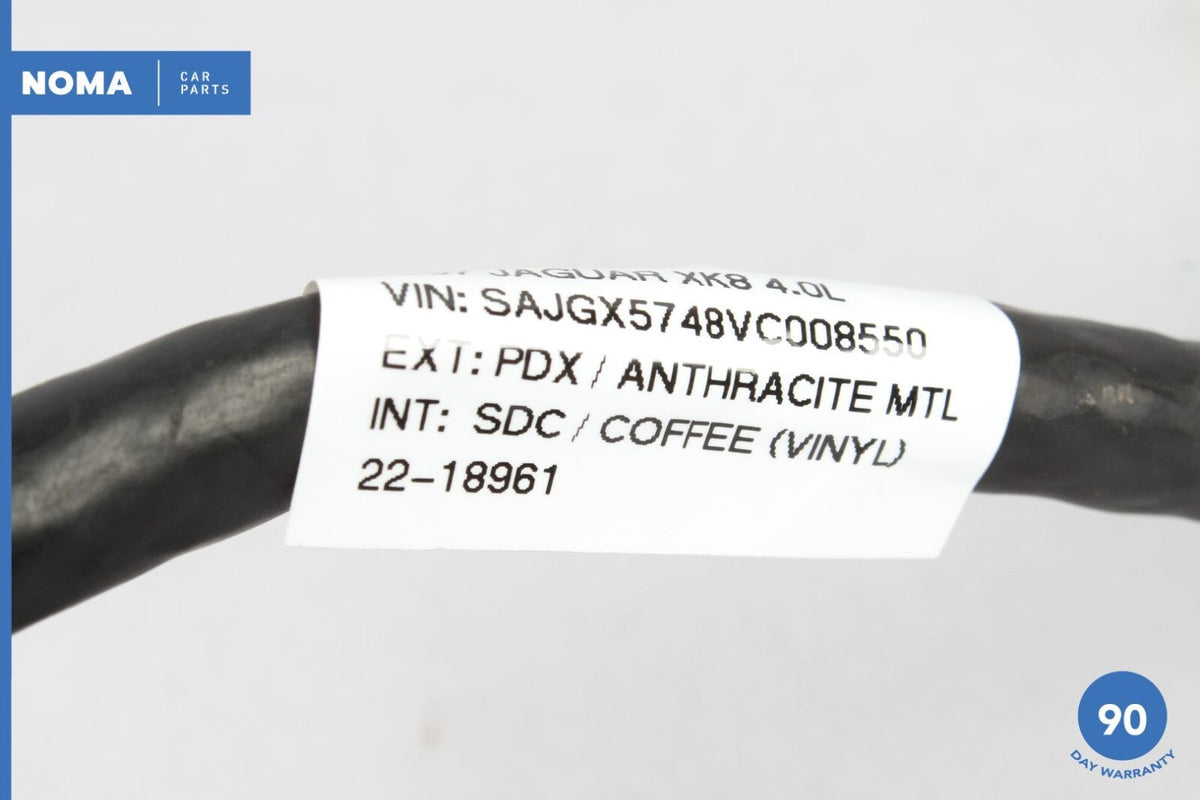 NOMA
CAR
PARTS
JAGUAR XK8 4.0L
VIN: SAJGX5748VC008550
EXT: PDX / ANTHRACITE MTL
INT: SDC / COFFEE (VINYL)
22-18961
90
DAY WARRANTY